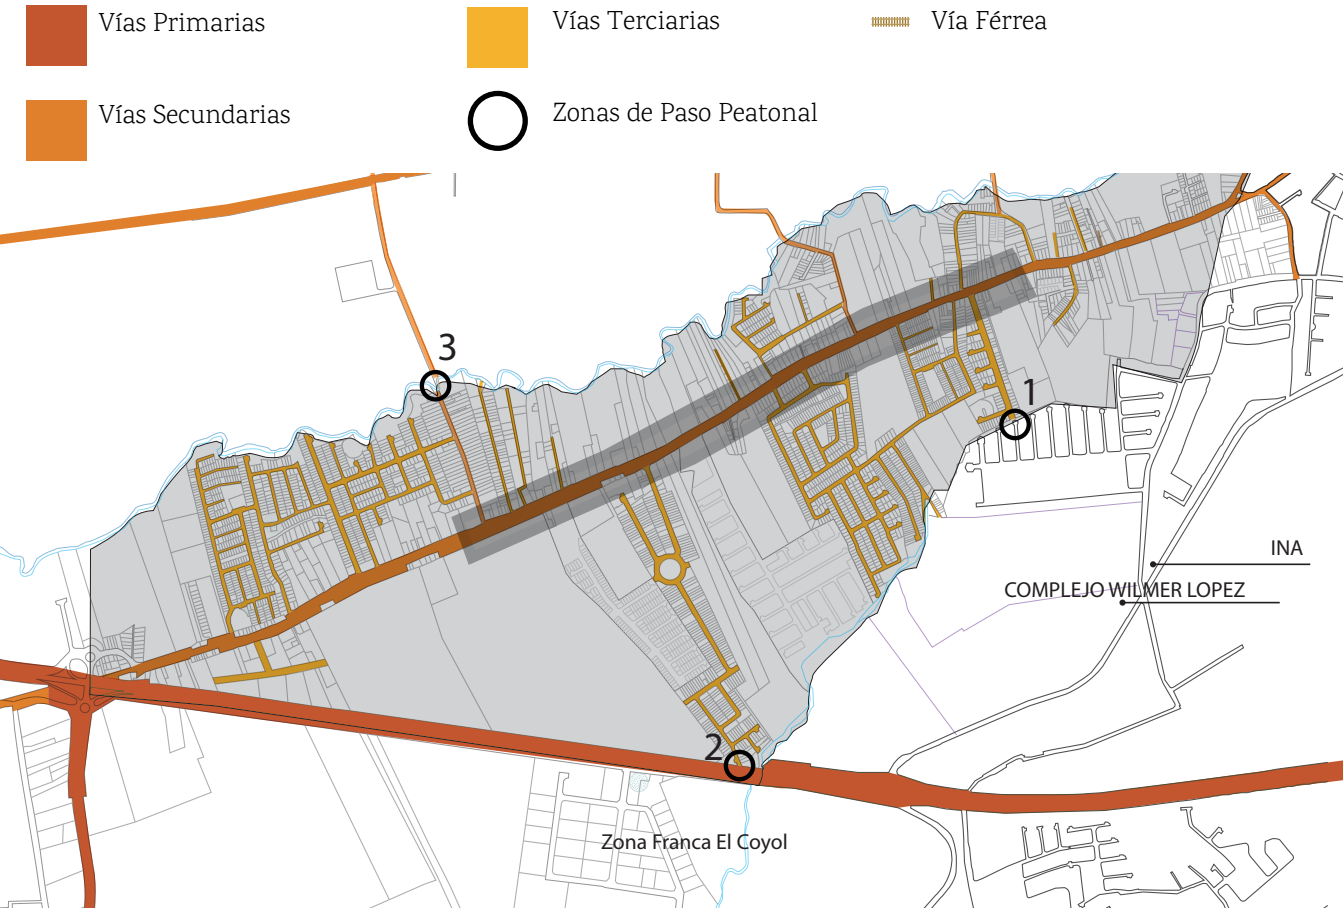 Vías Primarias
Vías Terciarias
Vía Férrea
Vías Secundarias
Zonas de Paso Peatonal
3
1
INA
COMPLEJO WILMER LOPEZ
2
Zona Franca El Coyol